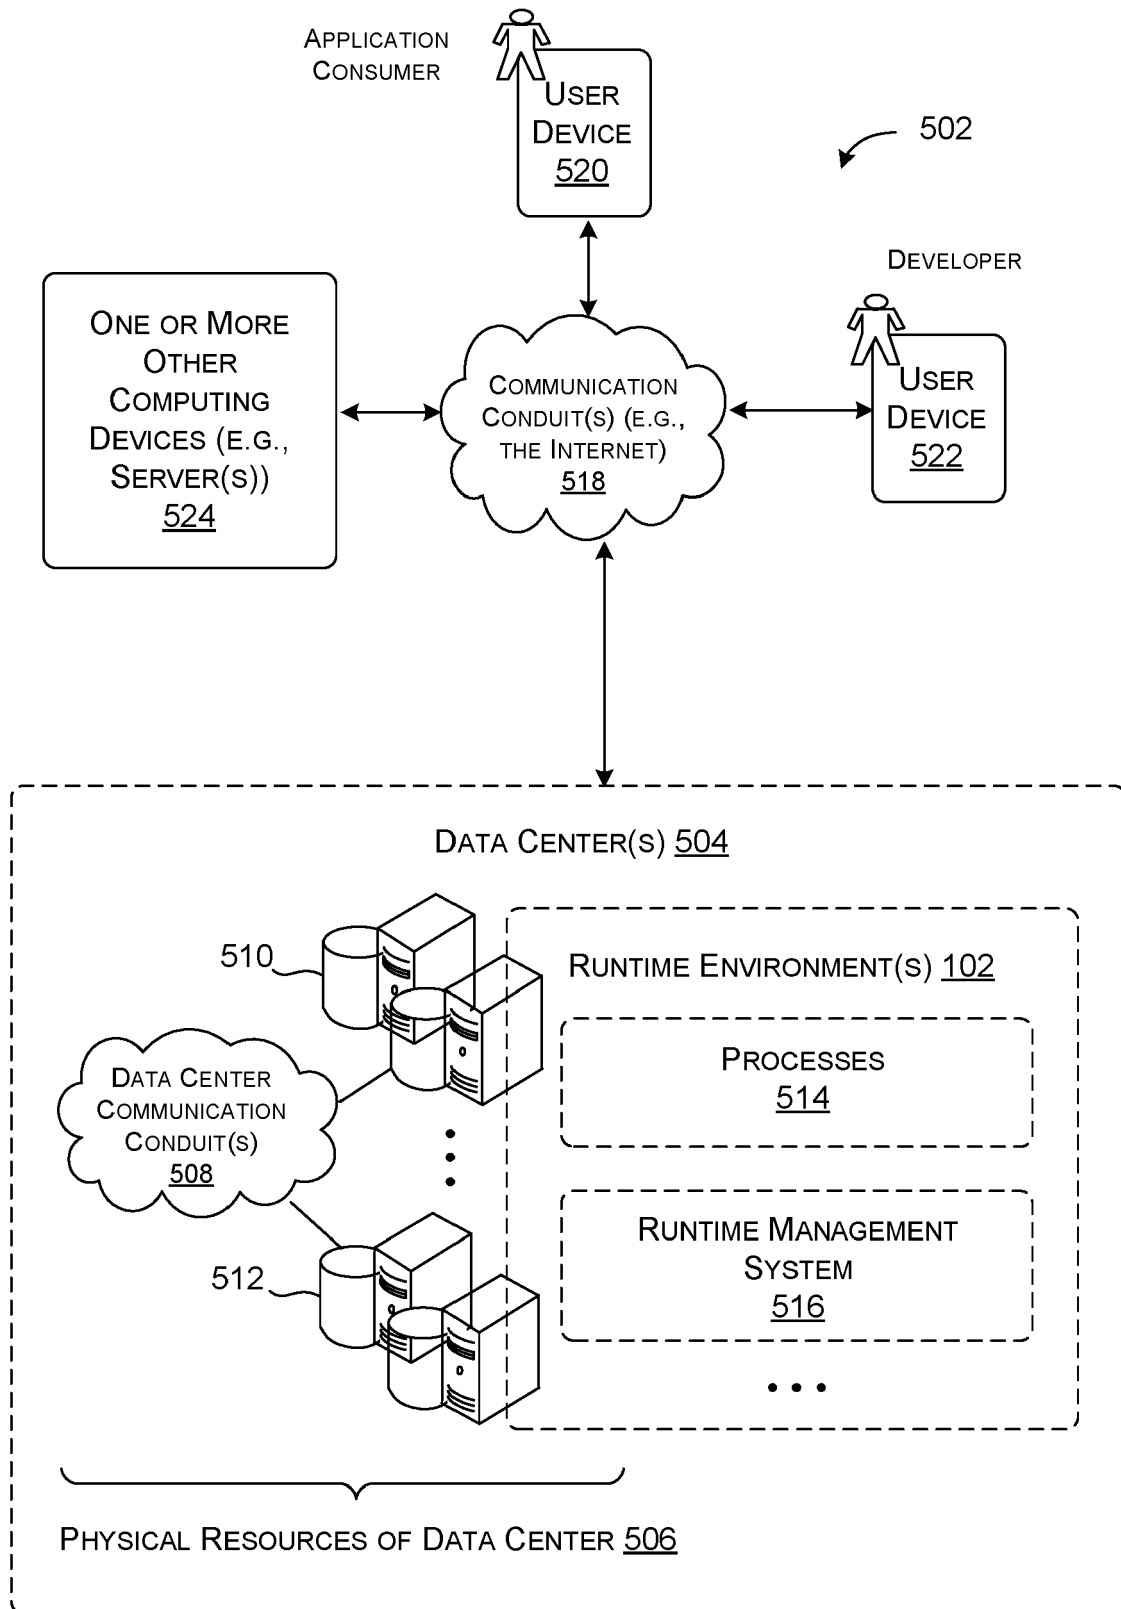 APPLICATION
CONSUMER
USER
DEVICE
520
502
DEVELOPER
USER
DEVICE
522
ONE OR MORE
OTHER
COMPUTING
DEVICES (E.G.,
SERVER(S))
524
COMMUNICATION
CONDUIT(S) (E.G.,
THE INTERNET)
518
DATA CENTER(S) 504
510
RUNTIME ENVIRONMENT(S) 102
PROCESSES
514
DATA CENTER
COMMUNICATION
CONDUIT(S)
508
RUNTIME MANAGEMENT
SYSTEM
516
512
PHYSICAL RESOURCES OF DATA CENTER 506